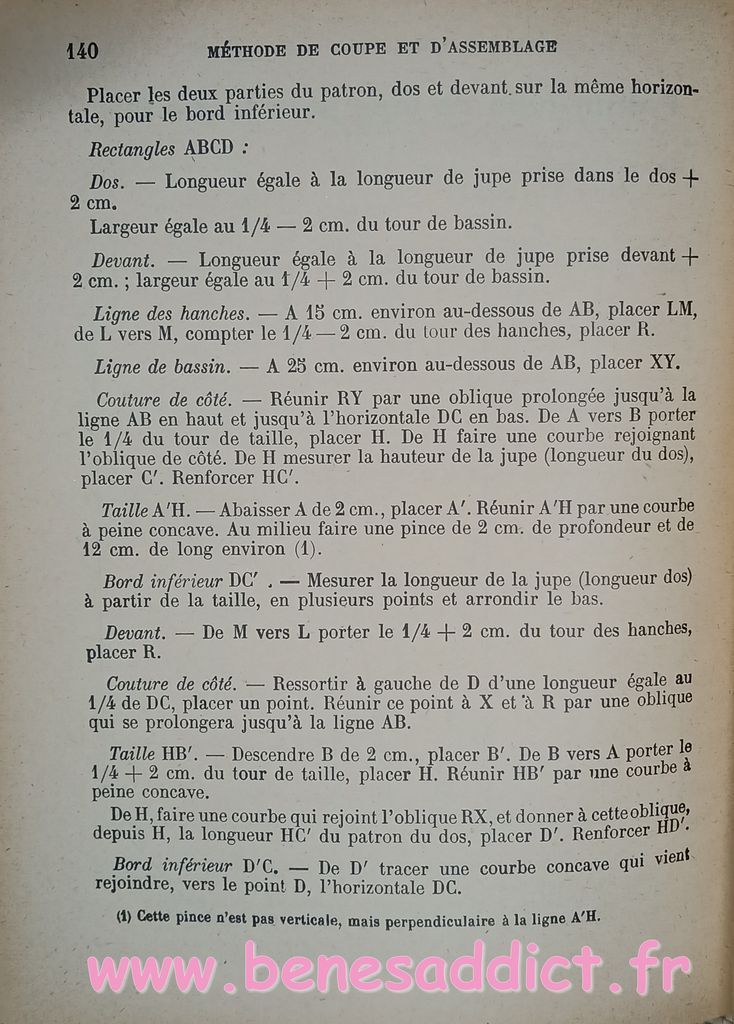 140 MÉTHODE DE COUPE ET D'ASSEMBLAGE
Placer les deux parties du patron, dos et devant sur la même horizon-
tale, pour le bord inférieur.
Rectangles ABCD :
Dos. — Longueur égale à la longueur de jupe prise dans le dos +
2 cm.
Largeur égale au 1/4 — 2 cm. du tour de bassin.
Devant. — Longueur égale à la longueur de jupe prise devant +
2 cm. ; largeur égale au 1/4 + 2 cm. du tour de bassin.
Ligne des hanches. — A 15 cm. environ au-dessous de AB, placer LM,
de L vers M, compter le 1/4 — 2 cm. du tour des hanches, placer R.
Ligne de bassin. — A 25 cm. environ au-dessous de AB, placer XY.
Couture de côté. — Réunir RY par une oblique prolongée jusqu'à la
ligne AB en haut et jusqu'à l'horizontale DC en bas. De A vers B porter
le 1/4 du tour de taille, placer H. De H faire une courbe rejoignant
l'oblique de côté. De H mesurer la hauteur de la jupe (longueur du dos),
placer C'. Renforcer HC'.
Taille A'H. — Abaisser A de 2 cm., placer A'. Réunir A'H par une courbe
à peine concave. Au milieu faire une pince de 2 cm. de profondeur et de
12 cm. de long environ (1).
Bord inférieur DC'. — Mesurer la longueur de la jupe (longueur dos)
à partir de la taille, en plusieurs points et arrondir le bas.
Devant. — De M vers L porter le 1/4 + 2 cm. du tour des hanches,
placer R.
Couture de côté. — Ressortir à gauche de D d'une longueur égale au
1/4 de DC, placer un point. Réunir ce point à X et à R par une oblique
qui se prolongera jusqu'à la ligne AB.
Taille HB'. — Descendre B de 2 cm., placer B'. De B vers A porter le
1/4 + 2 cm. du tour de taille, placer H. Réunir HB' par une courbe à
peine concave.
De H, faire une courbe qui rejoint l'oblique RX, et donner à cette oblique,
depuis H, la longueur HC' du patron du dos, placer D'. Renforcer HD'.
Bord inférieur D'C. — De D' tracer une courbe concave qui vient
rejoindre, vers le point D, l'horizontale DC.
(1) Cette pince n'est pas verticale, mais perpendiculaire à la ligne A'H.
www.benesaddict.fr